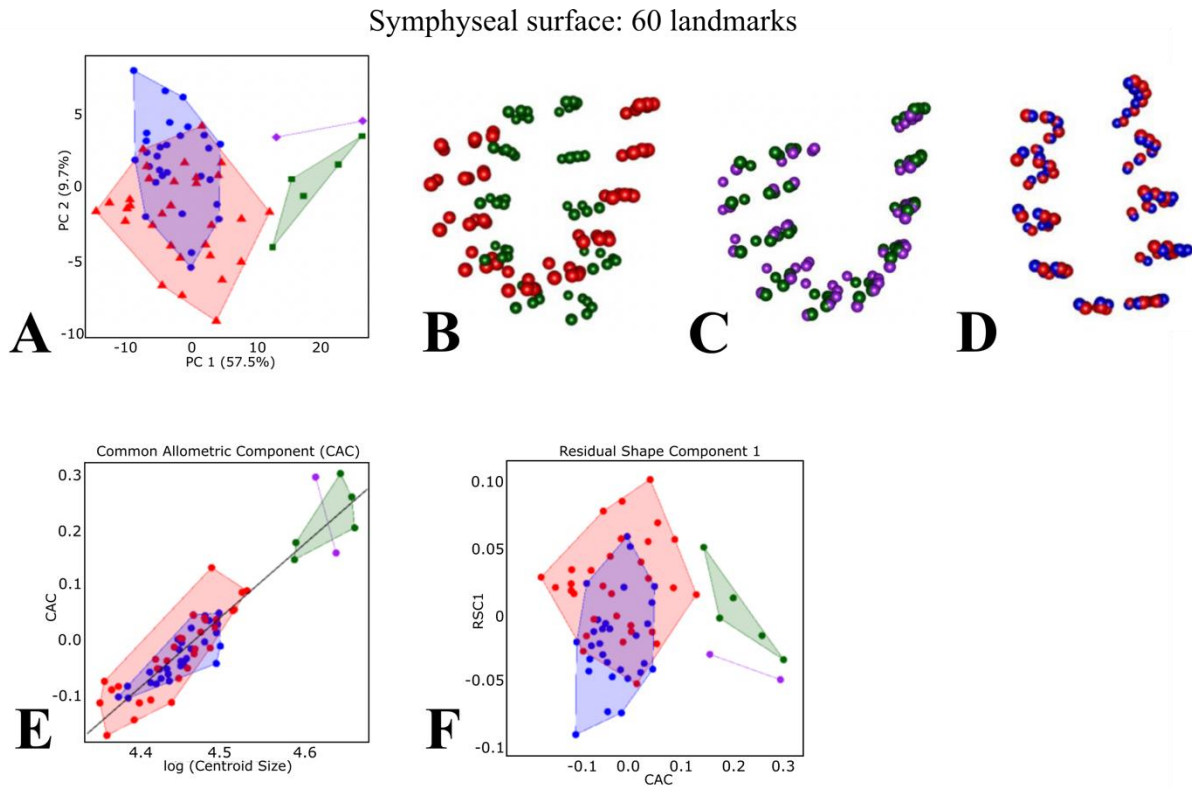 Symphyseal surface: 60 landmarks
5
0
-5
-10
PC 2 (9.7%)
-10
0
10
20
PC 1 (57.5%)
A
B
C
D
Common Allometric Component (CAC)
0.3
0.2
0.1
0.0
-0.1
CAC
4.4
4.5
4.6
log (Centroid Size)
E
Residual Shape Component 1
0.10
0.05
0
-0.05
-0.1
RSC1
-0.1
0.0
0.1
0.2
0.3
CAC
F